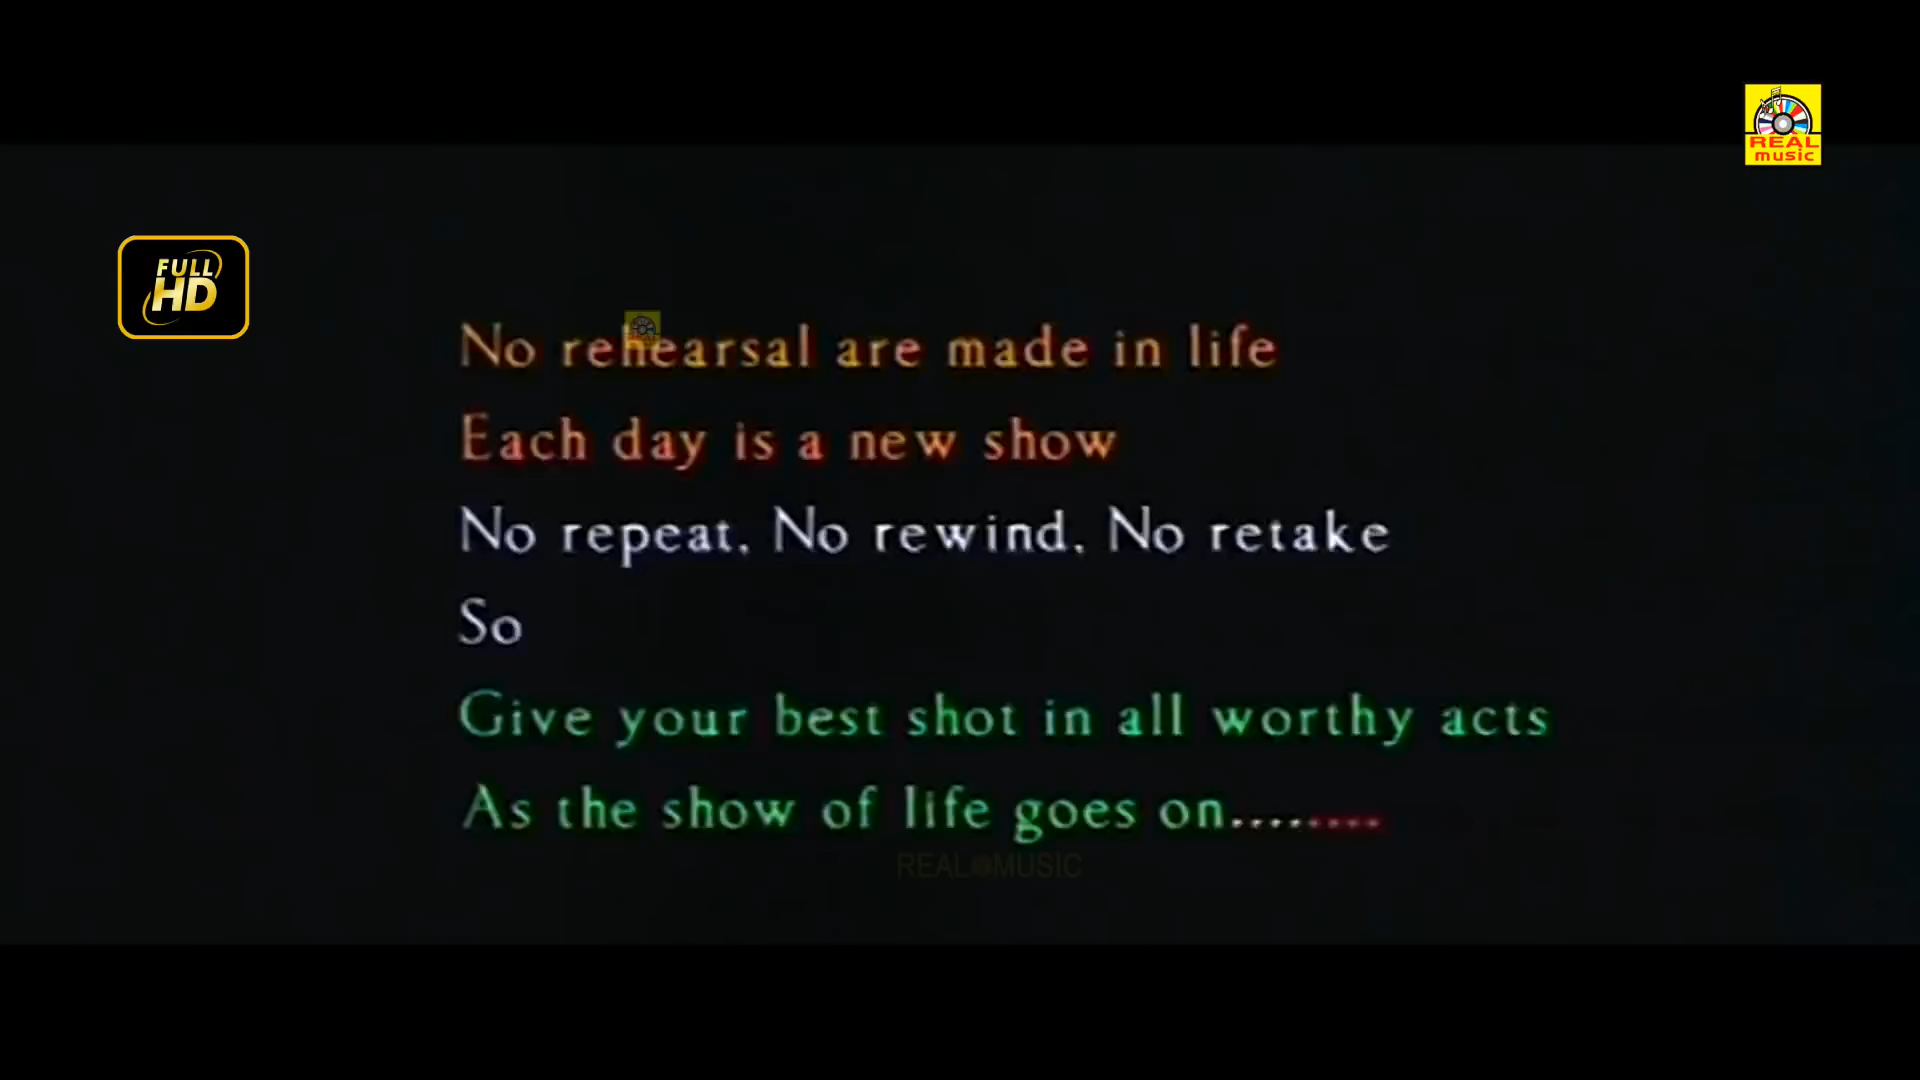 REAL
music
FULL
HD
No rehearsal are made in life
Each day is a new show
No repeat. No rewind. No retake
So
Give your best shot in all worthy acts
As the show of life goes on........
REAL MUSIC